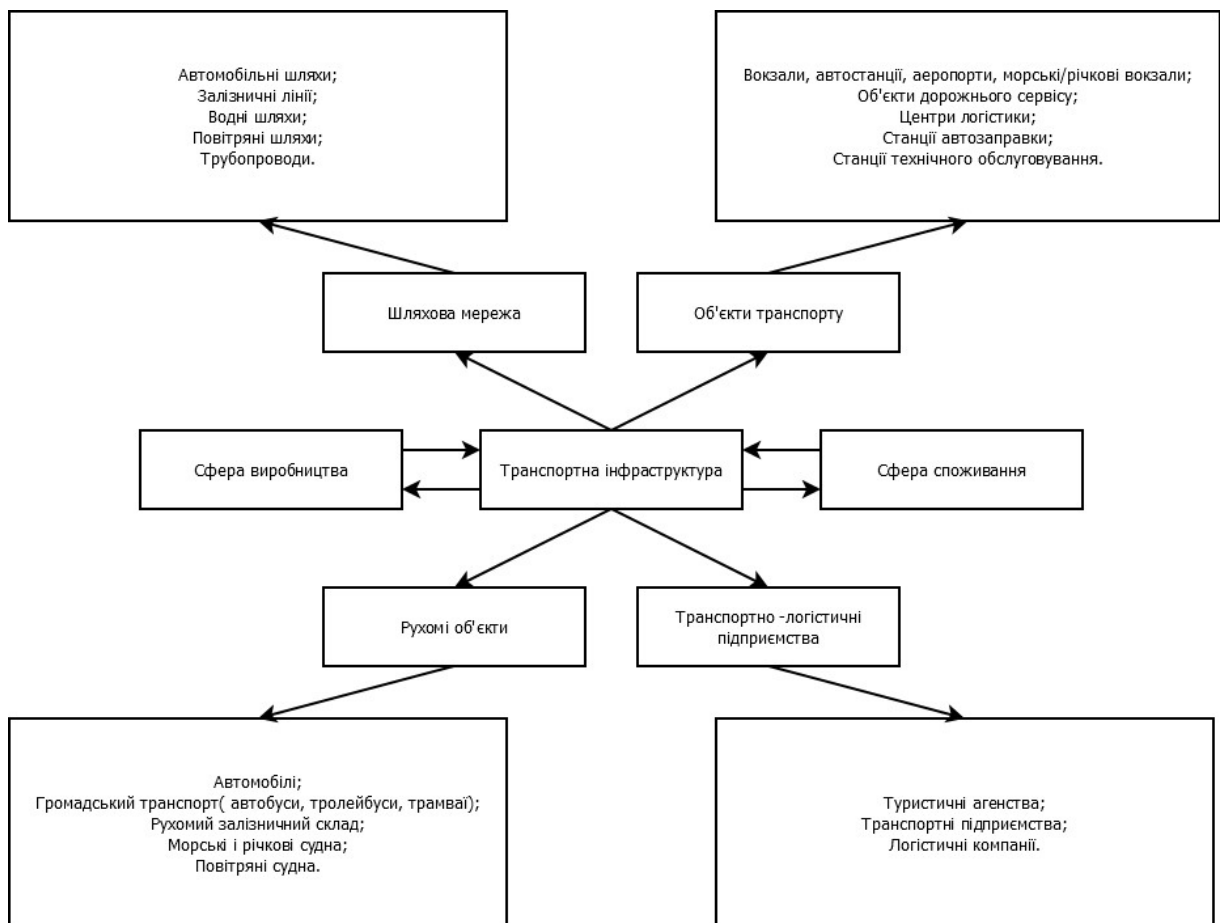 Автомобільні шляхи;
Залізничні лінії;
Водні шляхи;
Повітряні шляхи;
Трубопроводи.
Вокзали, автостанції, аеропорти, морські/річкові вокзали;
Об'єкти дорожнього сервісу;
Центри логістики;
Станції автозаправки;
Станції технічного обслуговування.
Шляхова мережа
Об'єкти транспорту
Сфера виробництва
Транспортна інфраструктура
Сфера споживання
Рухомі об'єкти
Транспортно -логістичні
підприємства
Автомобілі;
Громадський транспорт( автобуси, тролейбуси, трамваї);
Рухомий залізничний склад;
Морські і річкові судна;
Повітряні судна.
Туристичні агенства;
Транспортні підприємства;
Логістичні компанії.